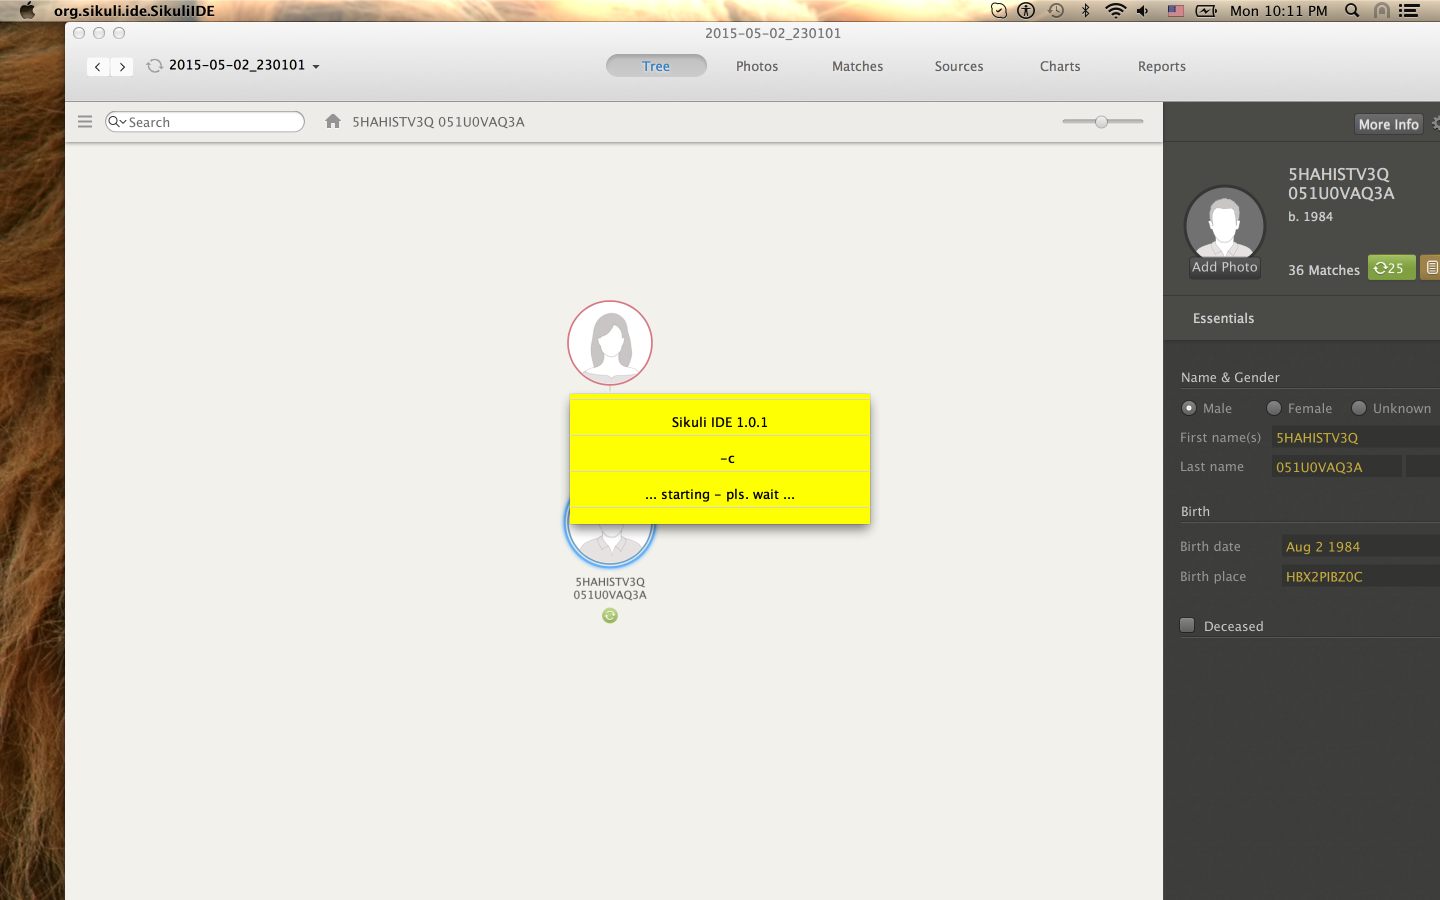 org.sikuli.ide.SikuliIDE
Mon 10:11 PM
2015-05-02_230101
2015-05-02_230101
Tree
Photos
Matches
Sources
Charts
Reports
Search
5HAHISTV3Q 051U0VAQ3A
More Info
5HAHISTV3Q
051U0VAQ3A
b. 1984
Add Photo
36 Matches
25
Essentials
Name & Gender
Male
Female
Unknown
First name(s)
5HAHISTV3Q
Last name
051U0VAQ3A
Birth
Birth date
Aug 2 1984
Birth place
HBX2PIBZ0C
Deceased
Sikuli IDE 1.0.1
-c
... starting - pls. wait ...
5HAHISTV3Q
051U0VAQ3A